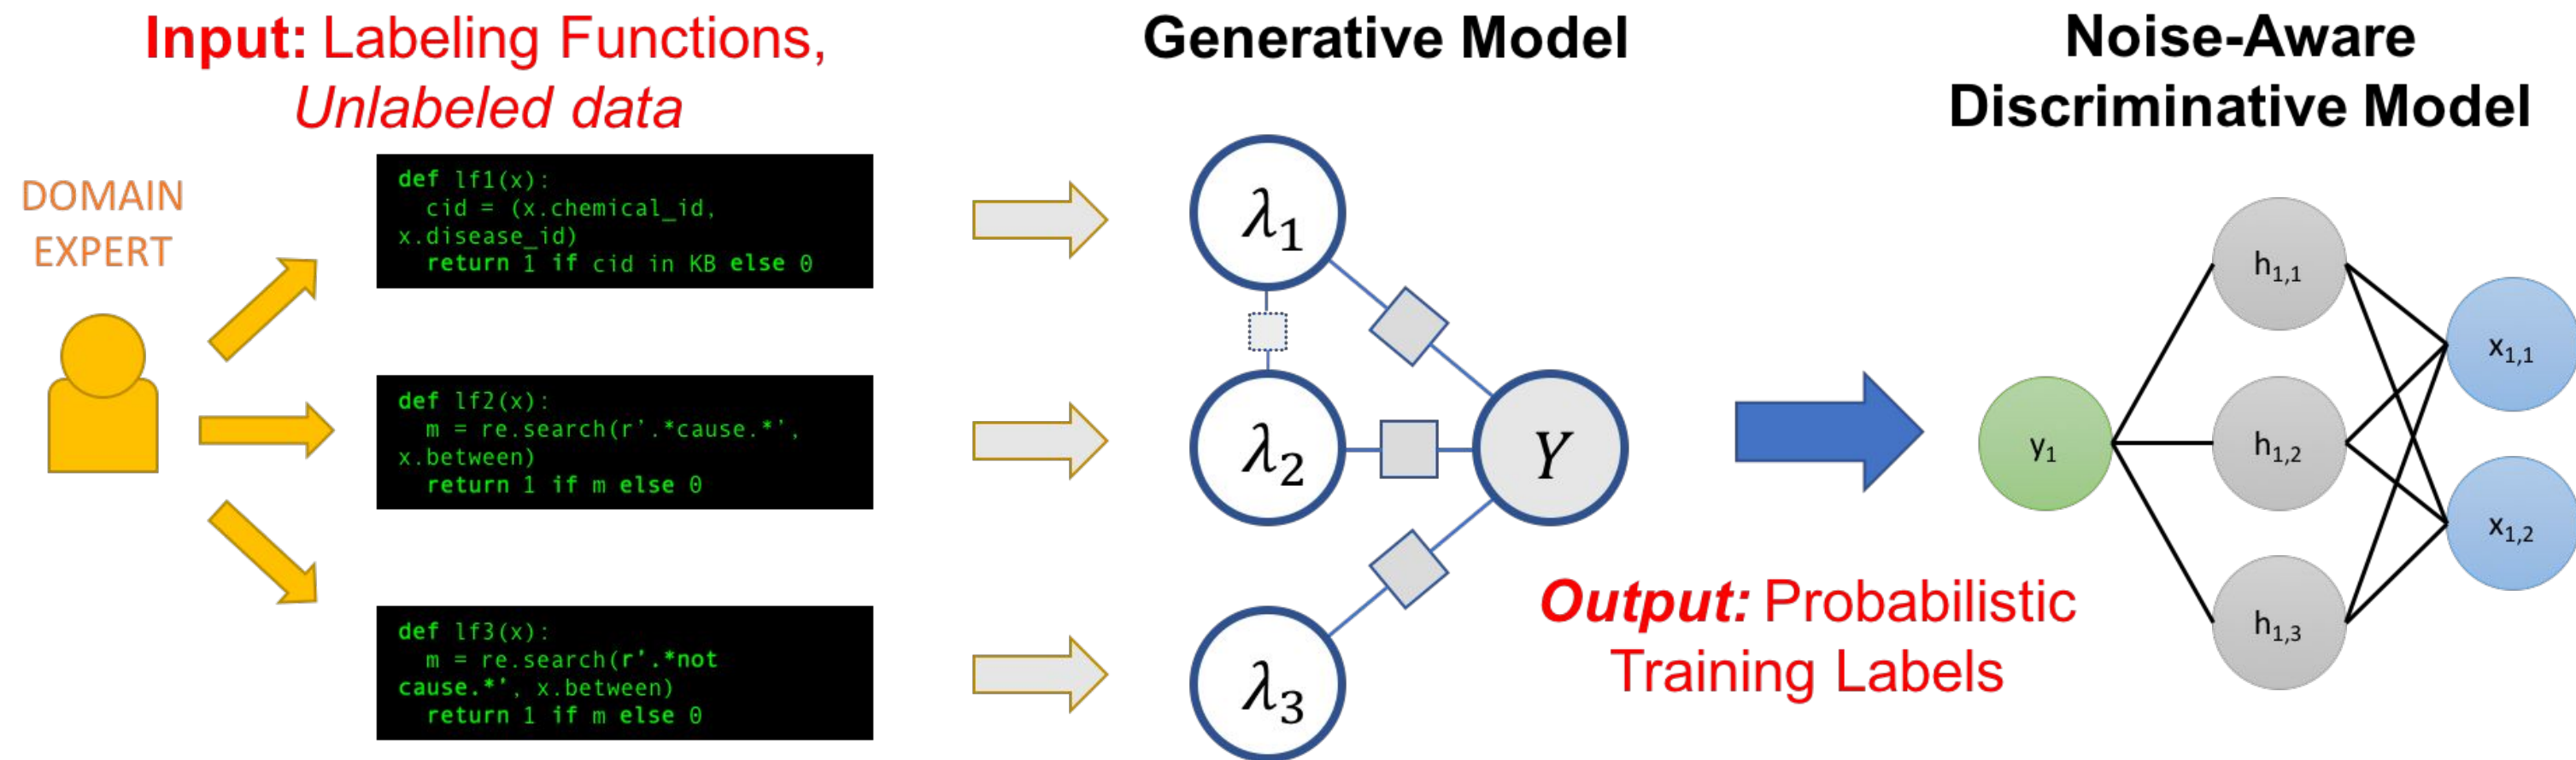 Input: Labeling Functions,
Unlabeled data
DOMAIN
EXPERT
def lf1(x):
  cid = (x.chemical_id,
x.disease_id)
  return 1 if cid in KB else 0
def lf2(x):
  m = re.search(r'.*cause.*',
x.between)
  return 1 if m else 0
def lf3(x):
  m = re.search(r'.*not
cause.*', x.between)
  return 1 if m else 0
Generative Model
λ₁
λ₂
λ₃
Y
Output: Probabilistic
Training Labels
Noise-Aware
Discriminative Model
y₁
h₁,₁
h₁,₂
h₁,₃
x₁,₁
x₁,₂